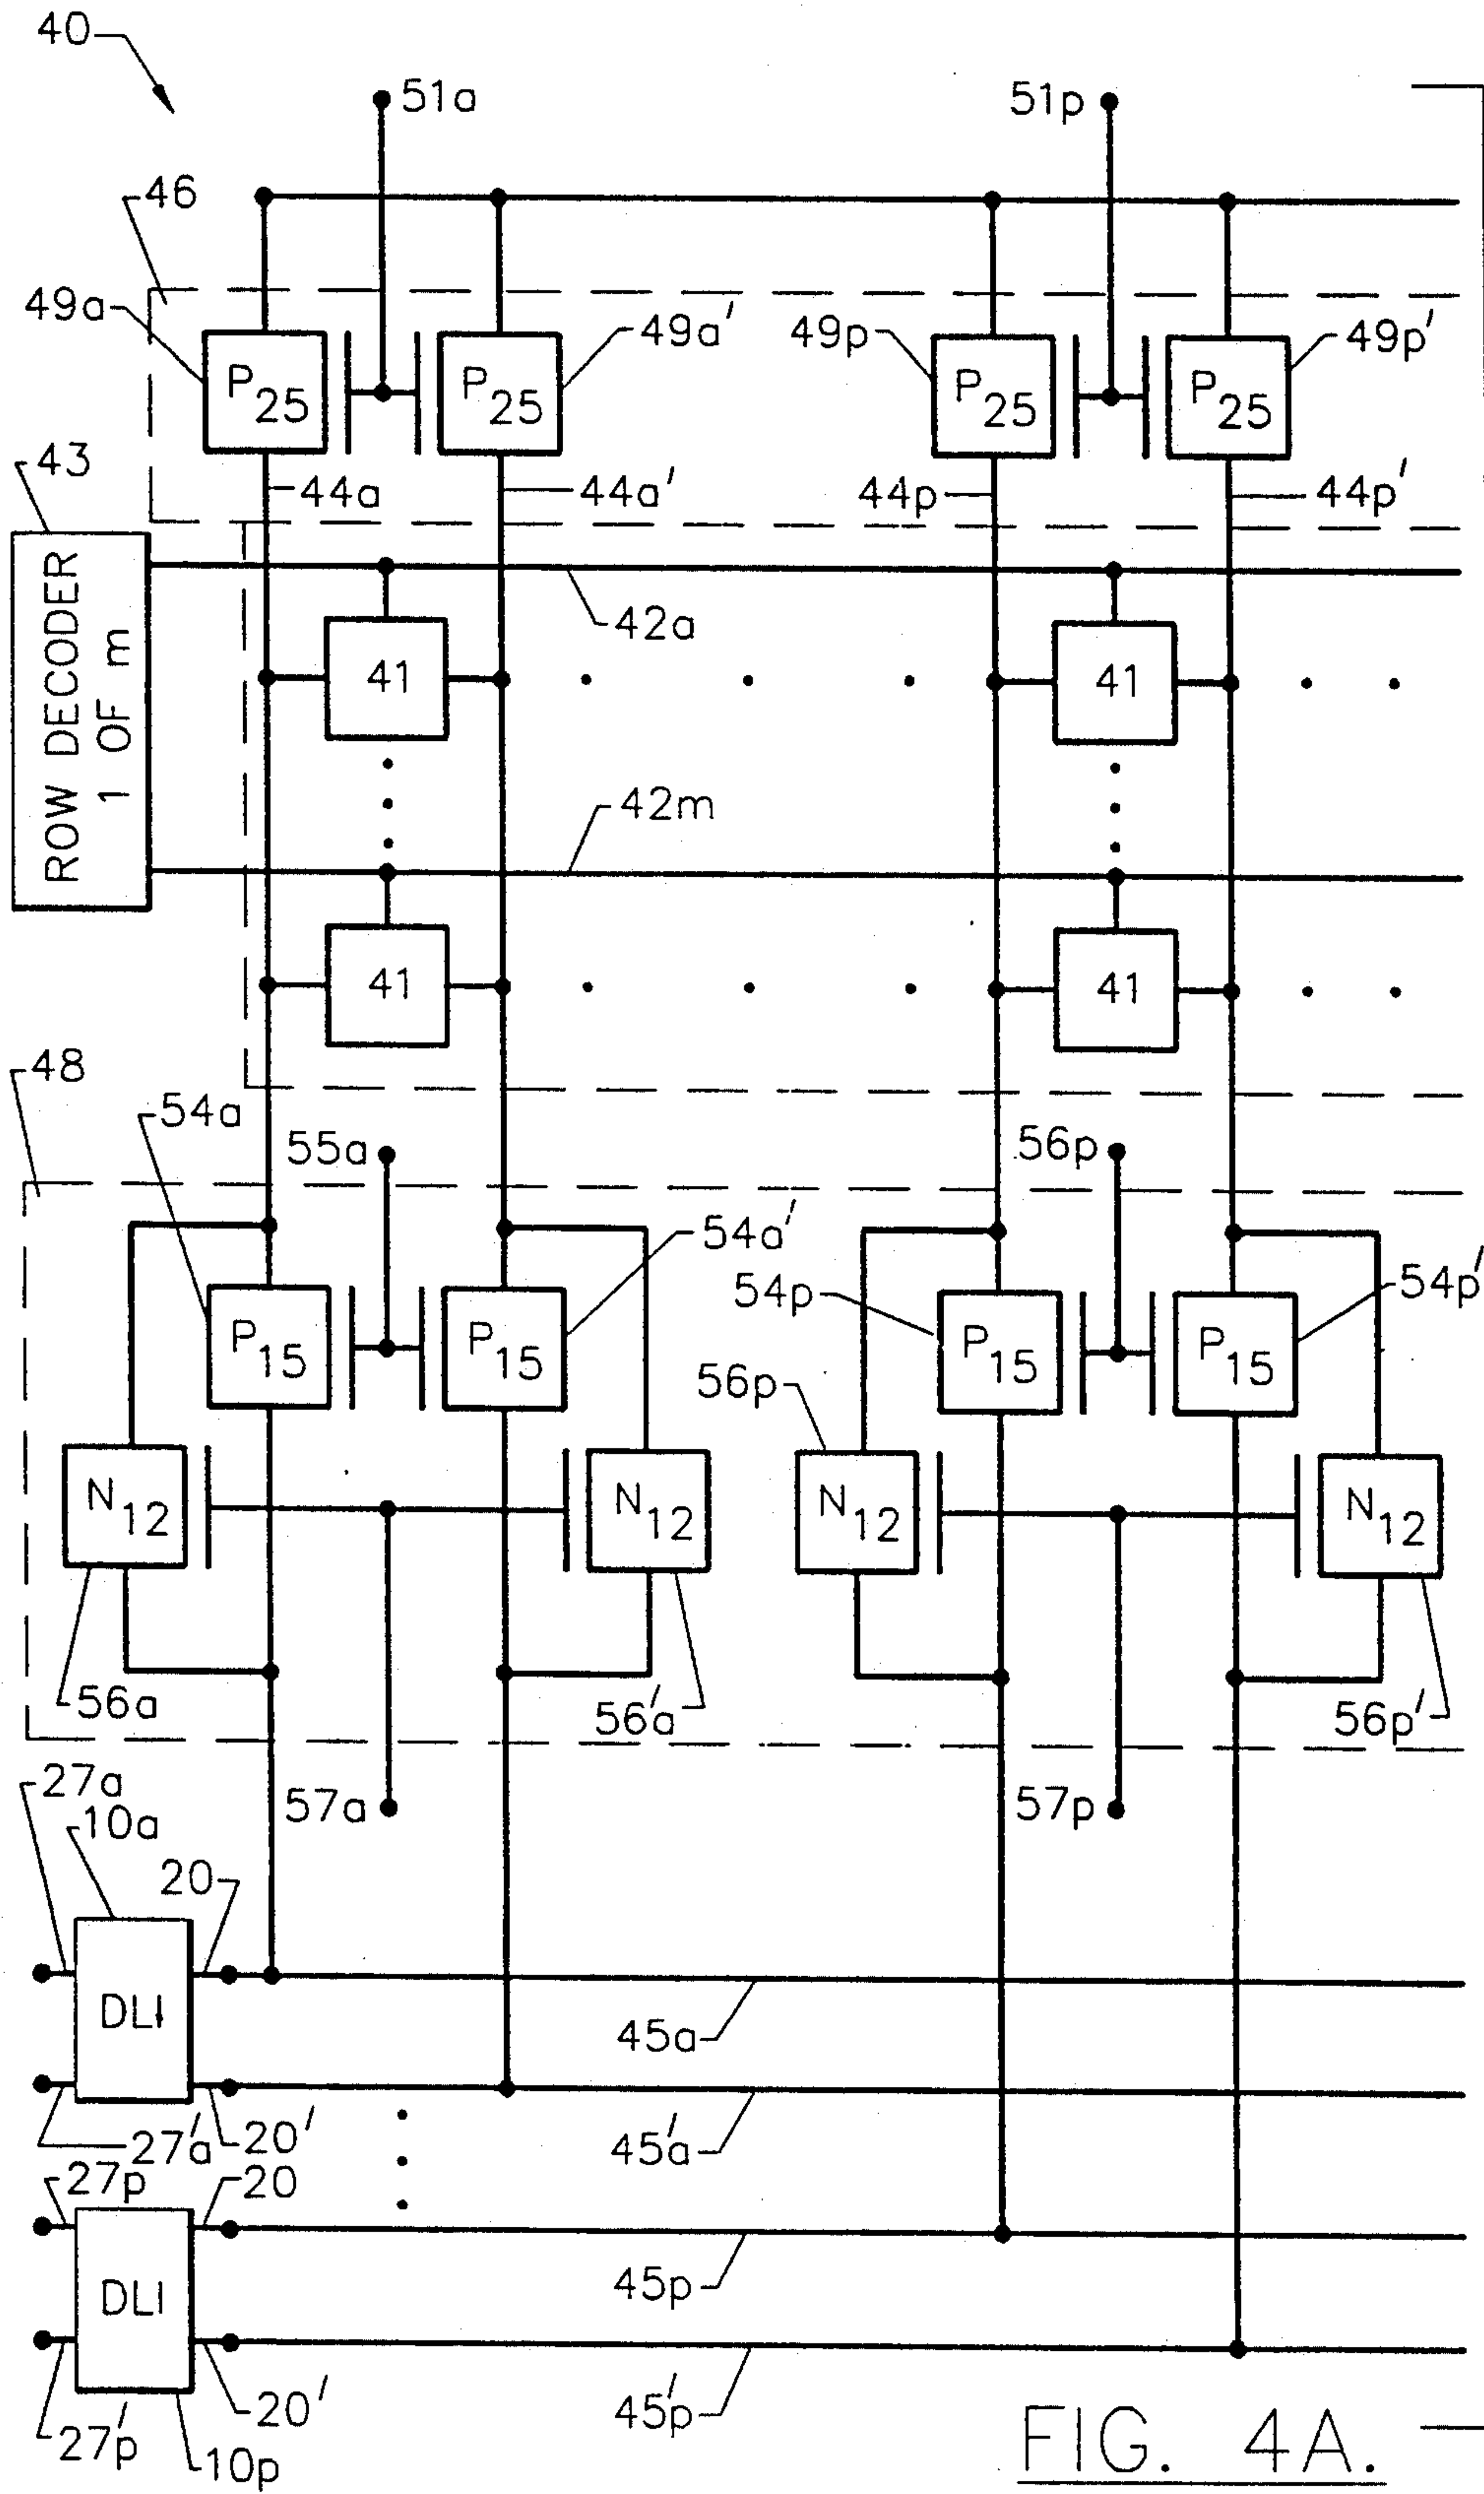 40
51a 51p
46
49a 49a' 49p 49p'
P25 P25 P25 P25
43
44a 44a' 44p 44p'
ROW DECODER
1 OF m
42a
41 41
42m
41 41
48
54a
55a 56p
54a' 54p 54p'
P15 P15 P15 P15
56p
N12 N12 N12 N12
56a 56'a 56p'
27a
57a 57p
10a
20
DLI
45a
27'a 20' 45'a
27p 20
DLI
45p
27'p 20' 45'p
10p
FIG. 4A.